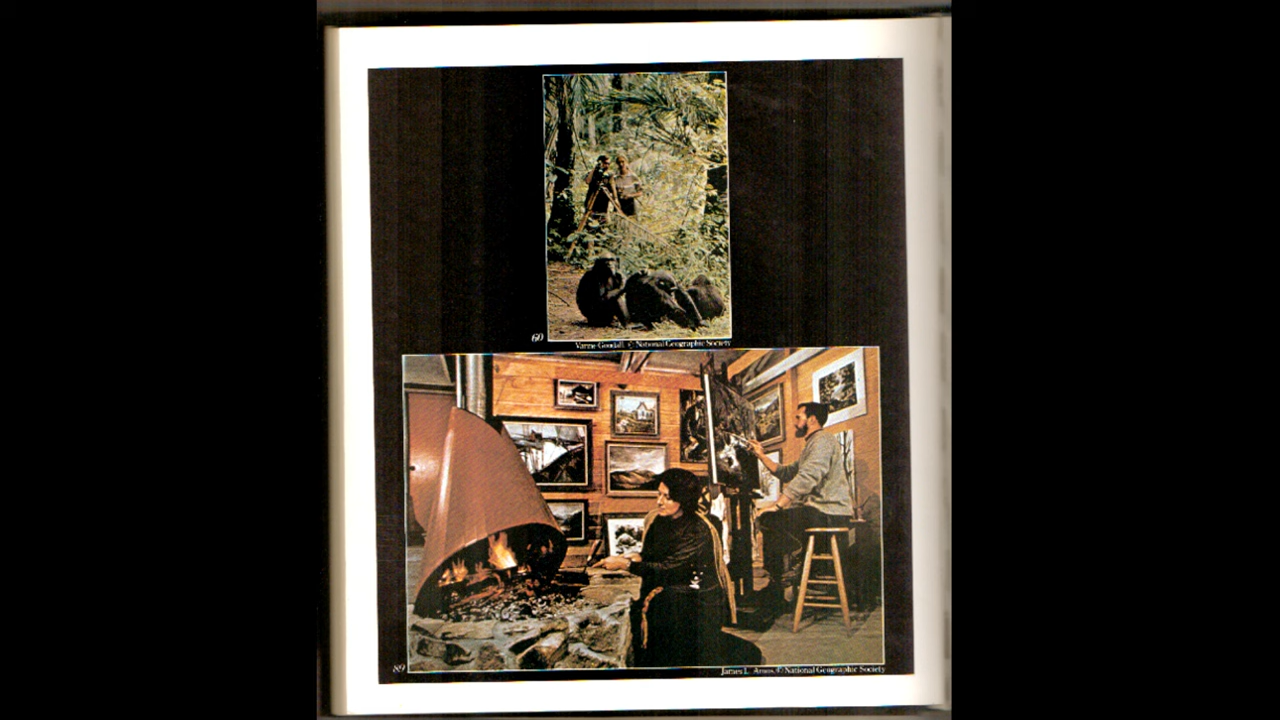 60
Vanne Goodall, © National Geographic Society
89
James L. Amos, © National Geographic Society